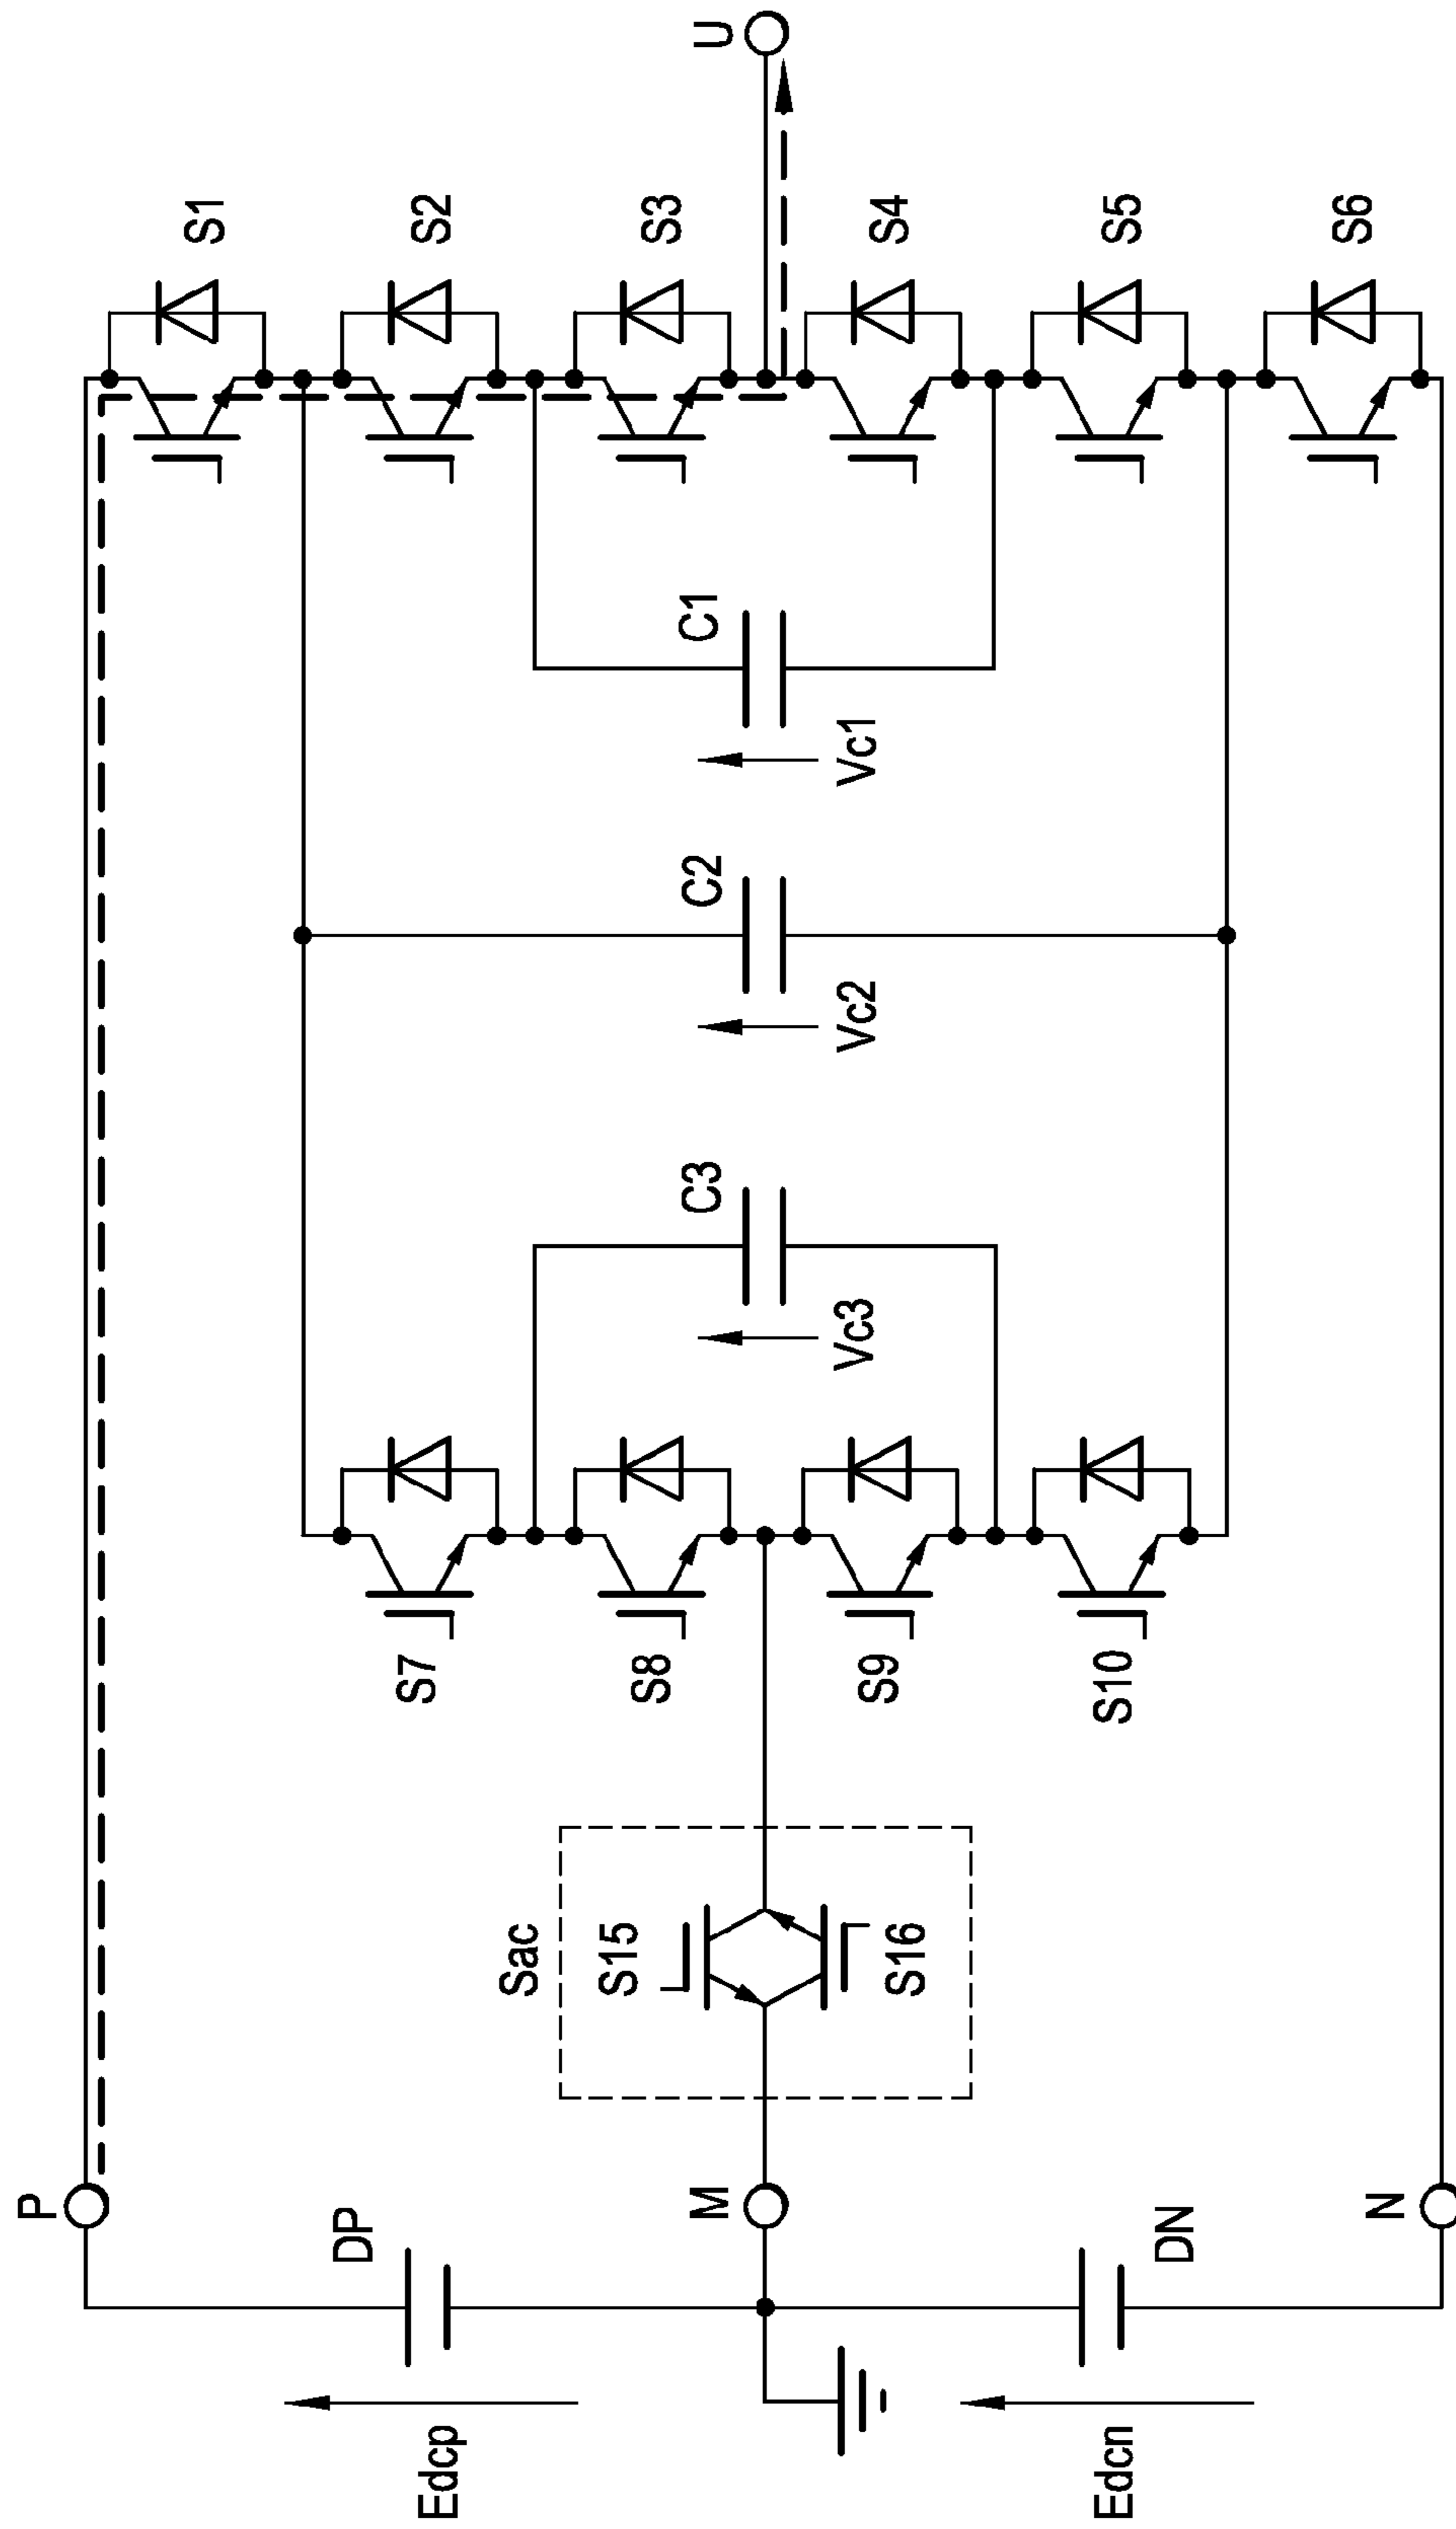 P
M
N
U
DP
DN
Edcp
Edcn
Sac
S15
S16
S7
S8
S9
S10
C3
Vc3
C2
Vc2
C1
Vc1
S1
S2
S3
S4
S5
S6